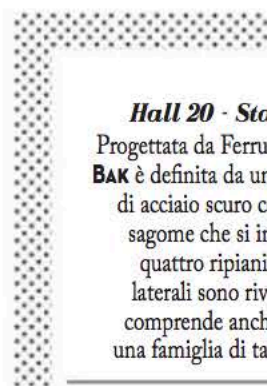 Hall 20 - Sto
Progettata da Ferru
BAK è definita da un
di acciaio scuro c
sagome che si in
quattro ripiani
laterali sono riv
comprende anch
una famiglia di ta